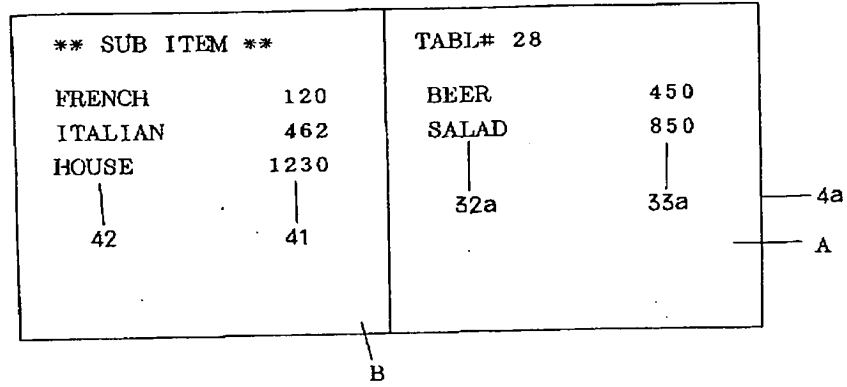 ** SUB ITEM **
FRENCH 120
ITALIAN 462
HOUSE 1230
42 41
B
TABL# 28
BEER 450
SALAD 850
32a 33a
4a
A